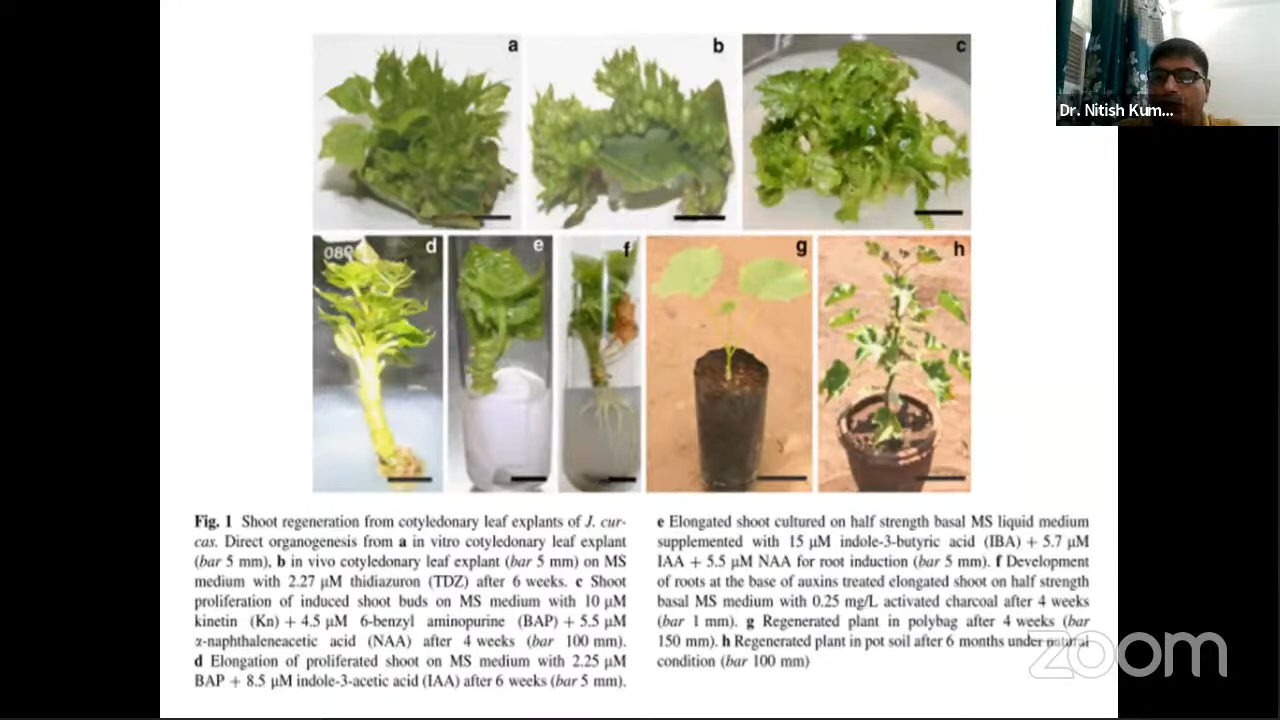 a
b
c
Dr. Nitish Kum...
080
d
e
f
g
h
Fig. 1 Shoot regeneration from cotyledonary leaf explants of J. cur-
cas. Direct organogenesis from a in vitro cotyledonary leaf explant
(bar 5 mm), b in vivo cotyledonary leaf explant (bar 5 mm) on MS
medium with 2.27 μM thidiazuron (TDZ) after 6 weeks. c Shoot
proliferation of induced shoot buds on MS medium with 10 μM
kinetin (Kn) + 4.5 μM 6-benzyl aminopurine (BAP) + 5.5 μM
α-naphthaleneacetic acid (NAA) after 4 weeks (bar 100 mm).
d Elongation of proliferated shoot on MS medium with 2.25 μM
BAP + 8.5 μM indole-3-acetic acid (IAA) after 6 weeks (bar 5 mm).
e Elongated shoot cultured on half strength basal MS liquid medium
supplemented with 15 μM indole-3-butyric acid (IBA) + 5.7 μM
IAA + 5.5 μM NAA for root induction (bar 5 mm). f Development
of roots at the base of auxins treated elongated shoot on half strength
basal MS medium with 0.25 mg/L activated charcoal after 4 weeks
(bar 1 mm). g Regenerated plant in polybag after 4 weeks (bar
150 mm). h Regenerated plant in pot soil after 6 months under natural
condition (bar 100 mm)
zoom